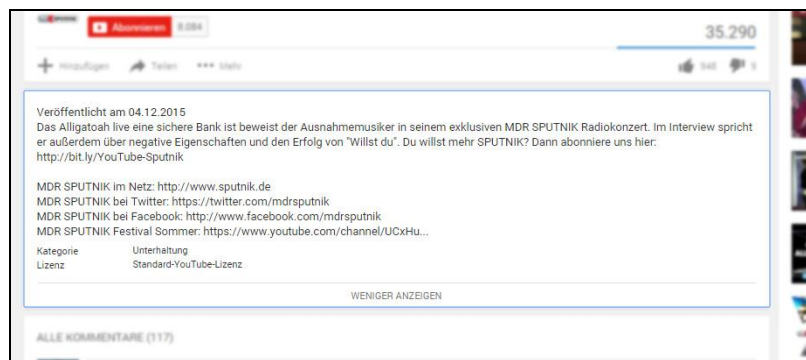 Abonnieren 8.084
35.290
Hinzufügen Teilen Mehr
Veröffentlicht am 04.12.2015
Das Alligatoah live eine sichere Bank ist beweist der Ausnahmemusiker in seinem exklusiven MDR SPUTNIK Radiokonzert. Im Interview spricht
er außerdem über negative Eigenschaften und den Erfolg von "Willst du". Du willst mehr SPUTNIK? Dann abonniere uns hier:
http://bit.ly/YouTube-Sputnik
MDR SPUTNIK im Netz: http://www.sputnik.de
MDR SPUTNIK bei Twitter: https://twitter.com/mdrsputnik
MDR SPUTNIK bei Facebook: http://www.facebook.com/mdrsputnik
MDR SPUTNIK Festival Sommer: https://www.youtube.com/channel/UCxHu...
Kategorie Unterhaltung
Lizenz Standard-YouTube-Lizenz
WENIGER ANZEIGEN
ALLE KOMMENTARE (117)